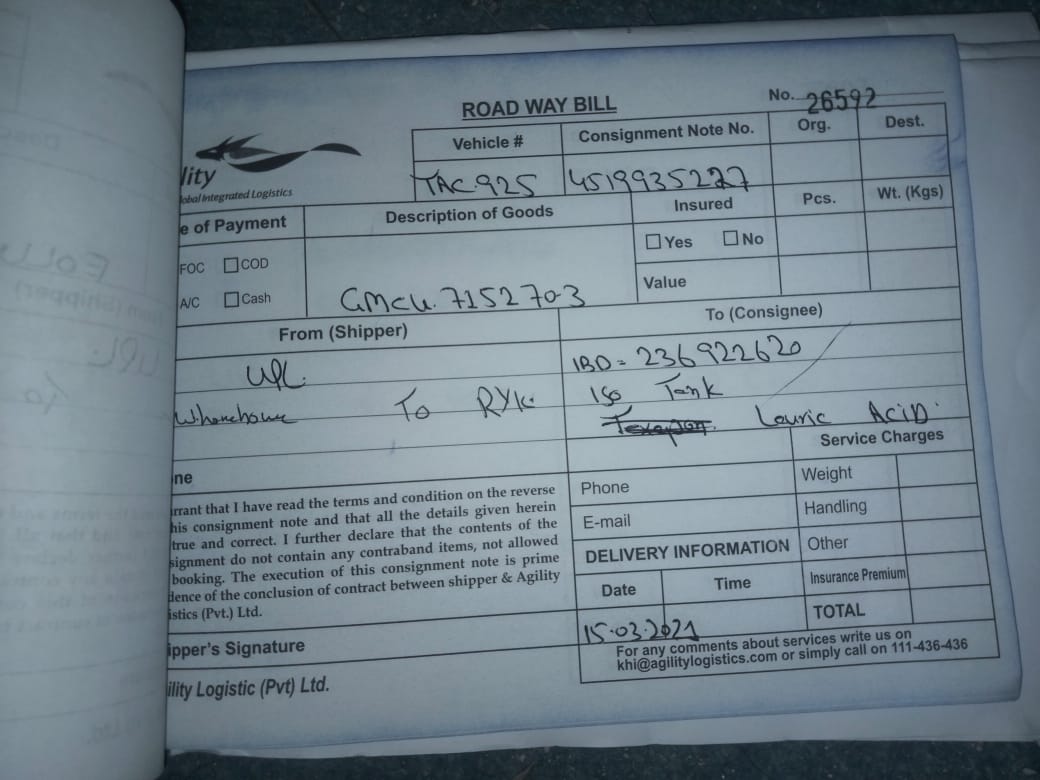 ROAD WAY BILL
No. 26592
lity
lobal Integrated Logistics
Vehicle #
Consignment Note No.
Org.
Dest.
TAC-925
4519935227
e of Payment
Description of Goods
Insured
Pcs.
Wt. (Kgs)
FOC COD
Yes No
A/C Cash
GMCU. 715270-3
Value
From (Shipper)
To (Consignee)
UPL
IBD = 236922620
To RYK
ISO Tank
Lauric Acid
Service Charges
ne
Phone
Weight
E-mail
Handling
DELIVERY INFORMATION
Other
Date
Time
Insurance Premium
15-03-2021
TOTAL
rrant that I have read the terms and condition on the reverse
his consignment note and that all the details given herein
true and correct. I further declare that the contents of the
signment do not contain any contraband items, not allowed
booking. The execution of this consignment note is prime
dence of the conclusion of contract between shipper & Agility
istics (Pvt.) Ltd.
ipper's Signature
For any comments about services write us on
khi@agilitylogistics.com or simply call on 111-436-436
ility Logistic (Pvt) Ltd.